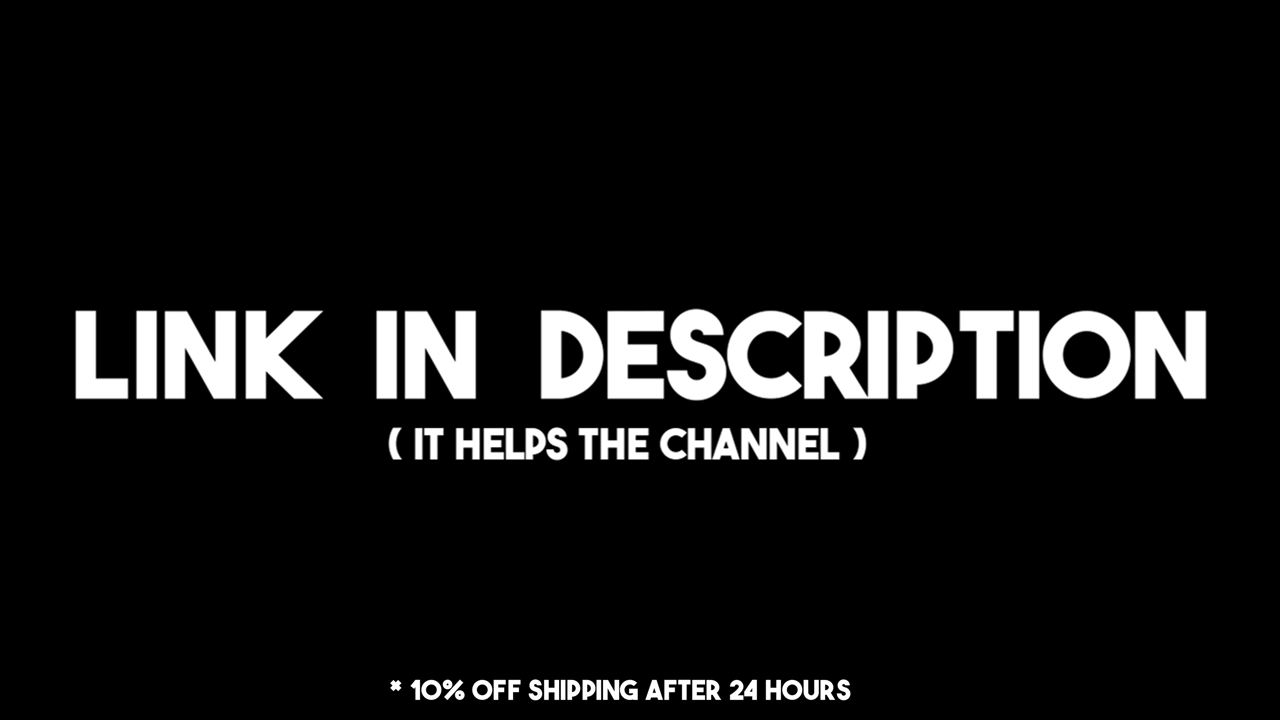 LINK IN DESCRIPTION
( IT HELPS THE CHANNEL )
* 10% OFF SHIPPING AFTER 24 HOURS